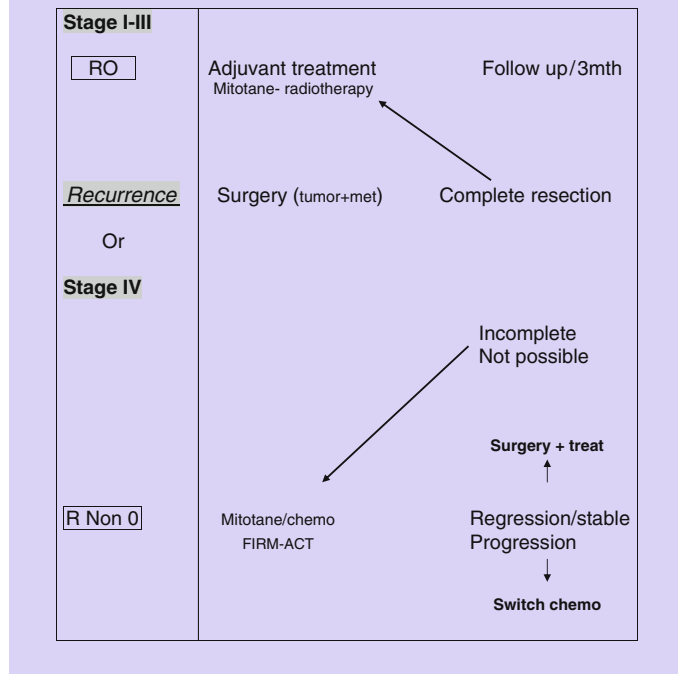 Stage I-III
RO
Adjuvant treatment
Mitotane- radiotherapy
Follow up/3mth
Recurrence
Surgery (tumor+met)
Complete resection
Or
Stage IV
Incomplete
Not possible
Surgery + treat
R Non 0
Mitotane/chemo
FIRM-ACT
Regression/stable
Progression
Switch chemo